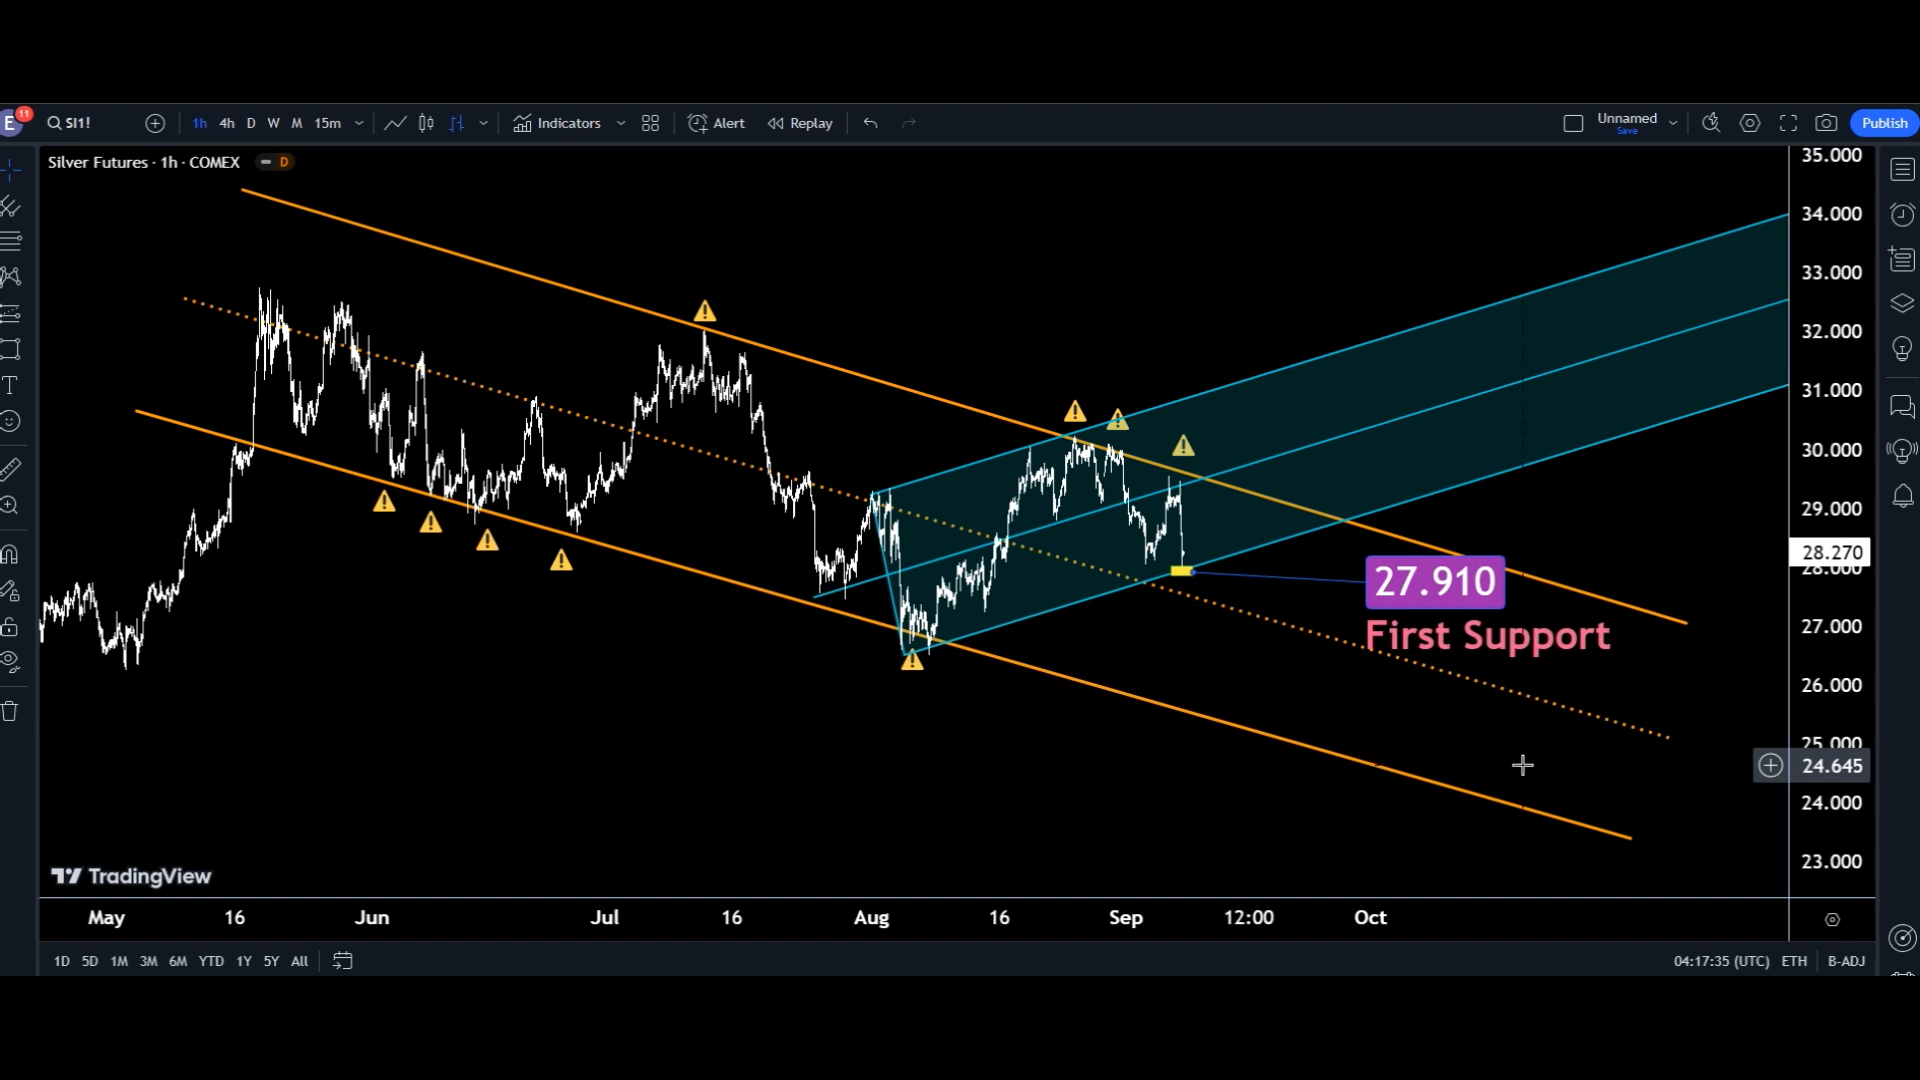 E
11
SI1!
1h 4h D W M 15m
Indicators
Alert
Replay
Unnamed
Save
Publish
Silver Futures · 1h · COMEX
D
35.000
34.000
33.000
32.000
31.000
30.000
29.000
28.270
28.000
27.910
First Support
27.000
26.000
25.000
24.645
24.000
23.000
TradingView
May 16 Jun Jul 16 Aug 16 Sep 12:00 Oct
1D 5D 1M 3M 6M YTD 1Y 5Y All
04:17:35 (UTC) ETH B-ADJ